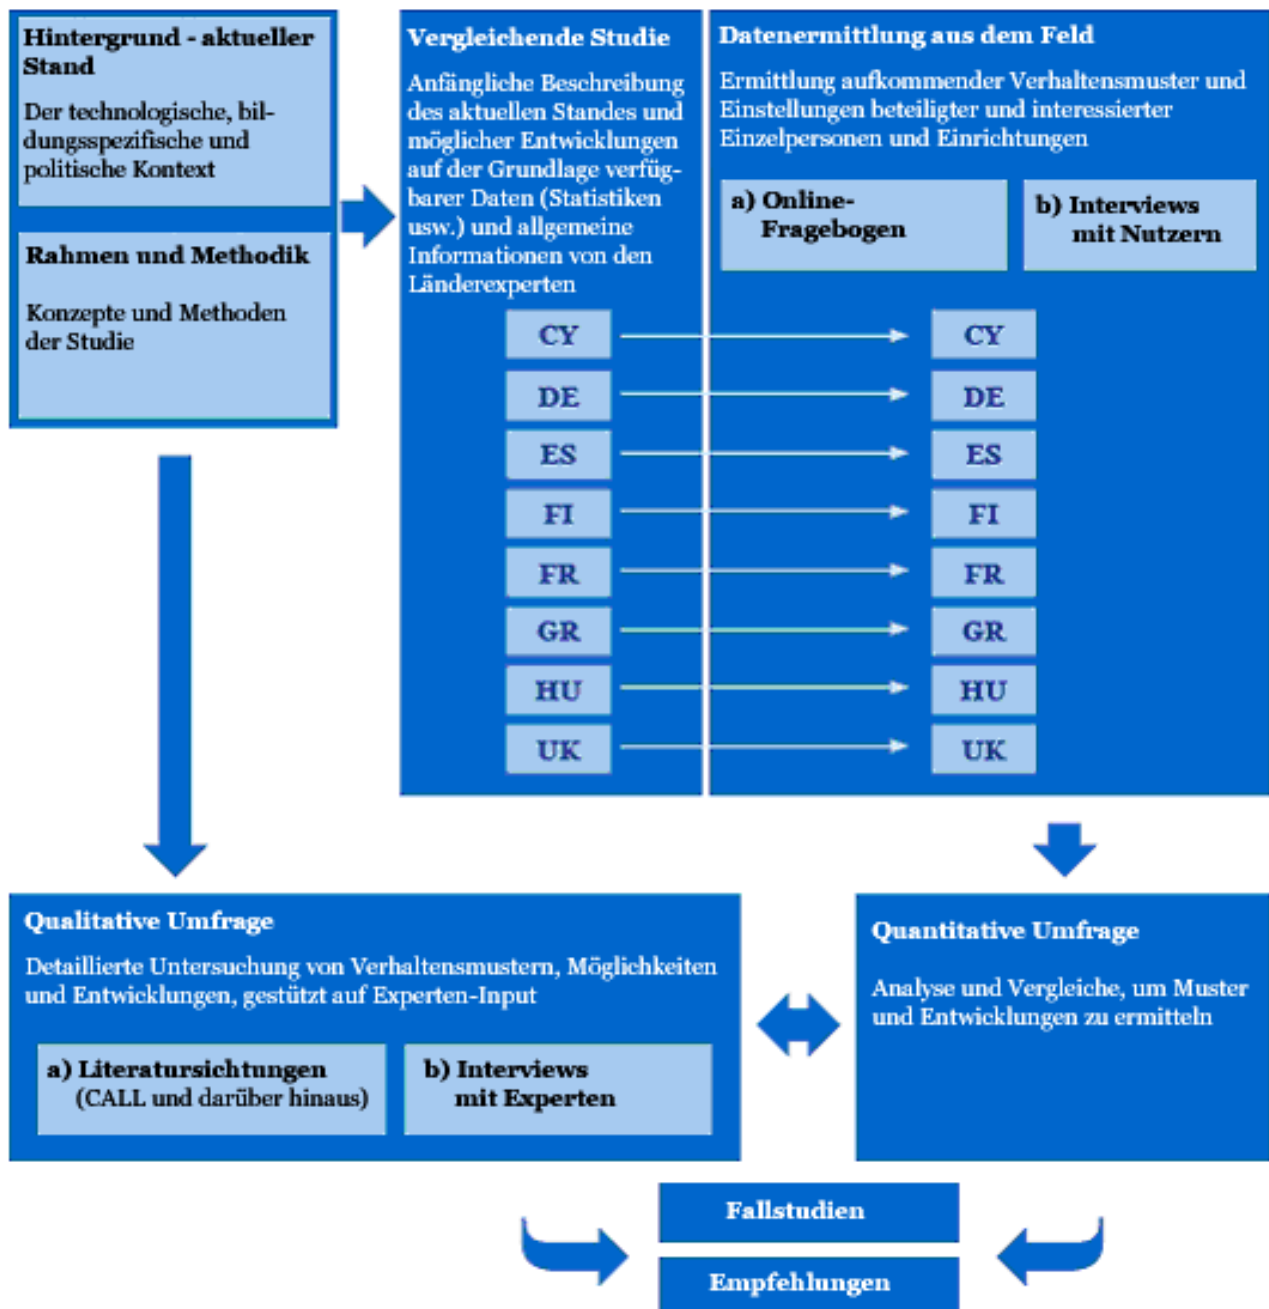 Hintergrund - aktueller
Stand
Der technologische, bil-
dungsspezifische und
politische Kontext
Rahmen und Methodik
Konzepte und Methoden
der Studie
Vergleichende Studie
Anfängliche Beschreibung
des aktuellen Standes und
möglicher Entwicklungen
auf der Grundlage verfüg-
barer Daten (Statistiken
usw.) und allgemeine
Informationen von den
Länderexperten
Datenermittlung aus dem Feld
Ermittlung aufkommender Verhaltensmuster und
Einstellungen beteiligter und interessierter
Einzelpersonen und Einrichtungen
a) Online-
Fragebogen
b) Interviews
mit Nutzern
CY CY
DE DE
ES ES
FI FI
FR FR
GR GR
HU HU
UK UK
Qualitative Umfrage
Detaillierte Untersuchung von Verhaltensmustern, Möglichkeiten
und Entwicklungen, gestützt auf Experten-Input
a) Literatursichtungen
(CALL und darüber hinaus)
b) Interviews
mit Experten
Quantitative Umfrage
Analyse und Vergleiche, um Muster
und Entwicklungen zu ermitteln
Fallstudien
Empfehlungen